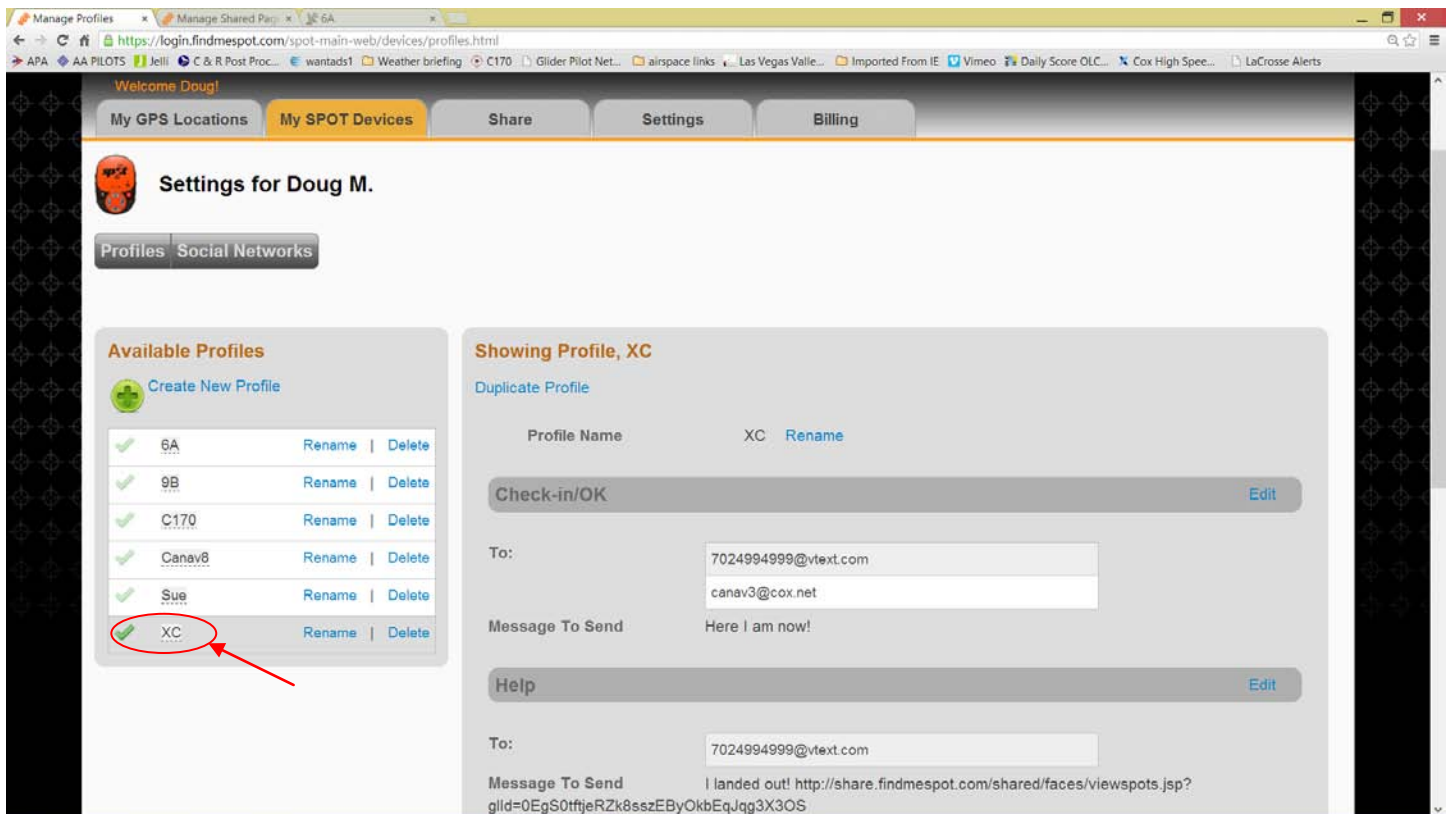 Manage Profiles
Manage Shared Pag
6A
https://login.findmespot.com/spot-main-web/devices/profiles.html
APA AA PILOTS Jelli C & R Post Proc... wantads1 Weather briefing C170 Glider Pilot Net... airspace links Las Vegas Valle... Imported From IE Vimeo Daily Score OLC... Cox High Spee... LaCrosse Alerts
Welcome Doug!
My GPS Locations My SPOT Devices Share Settings Billing
spot
Settings for Doug M.
Profiles Social Networks
Available Profiles
Create New Profile
6A Rename | Delete
9B Rename | Delete
C170 Rename | Delete
Canav8 Rename | Delete
Sue Rename | Delete
XC Rename | Delete
Showing Profile, XC
Duplicate Profile
Profile Name XC Rename
Check-in/OK Edit
To: 7024994999@vtext.com
canav3@cox.net
Message To Send Here I am now!
Help Edit
To: 7024994999@vtext.com
Message To Send I landed out! http://share.findmespot.com/shared/faces/viewspots.jsp?
glId=0EgS0tftjeRZk8sszEByOkbEqJqg3X3OS